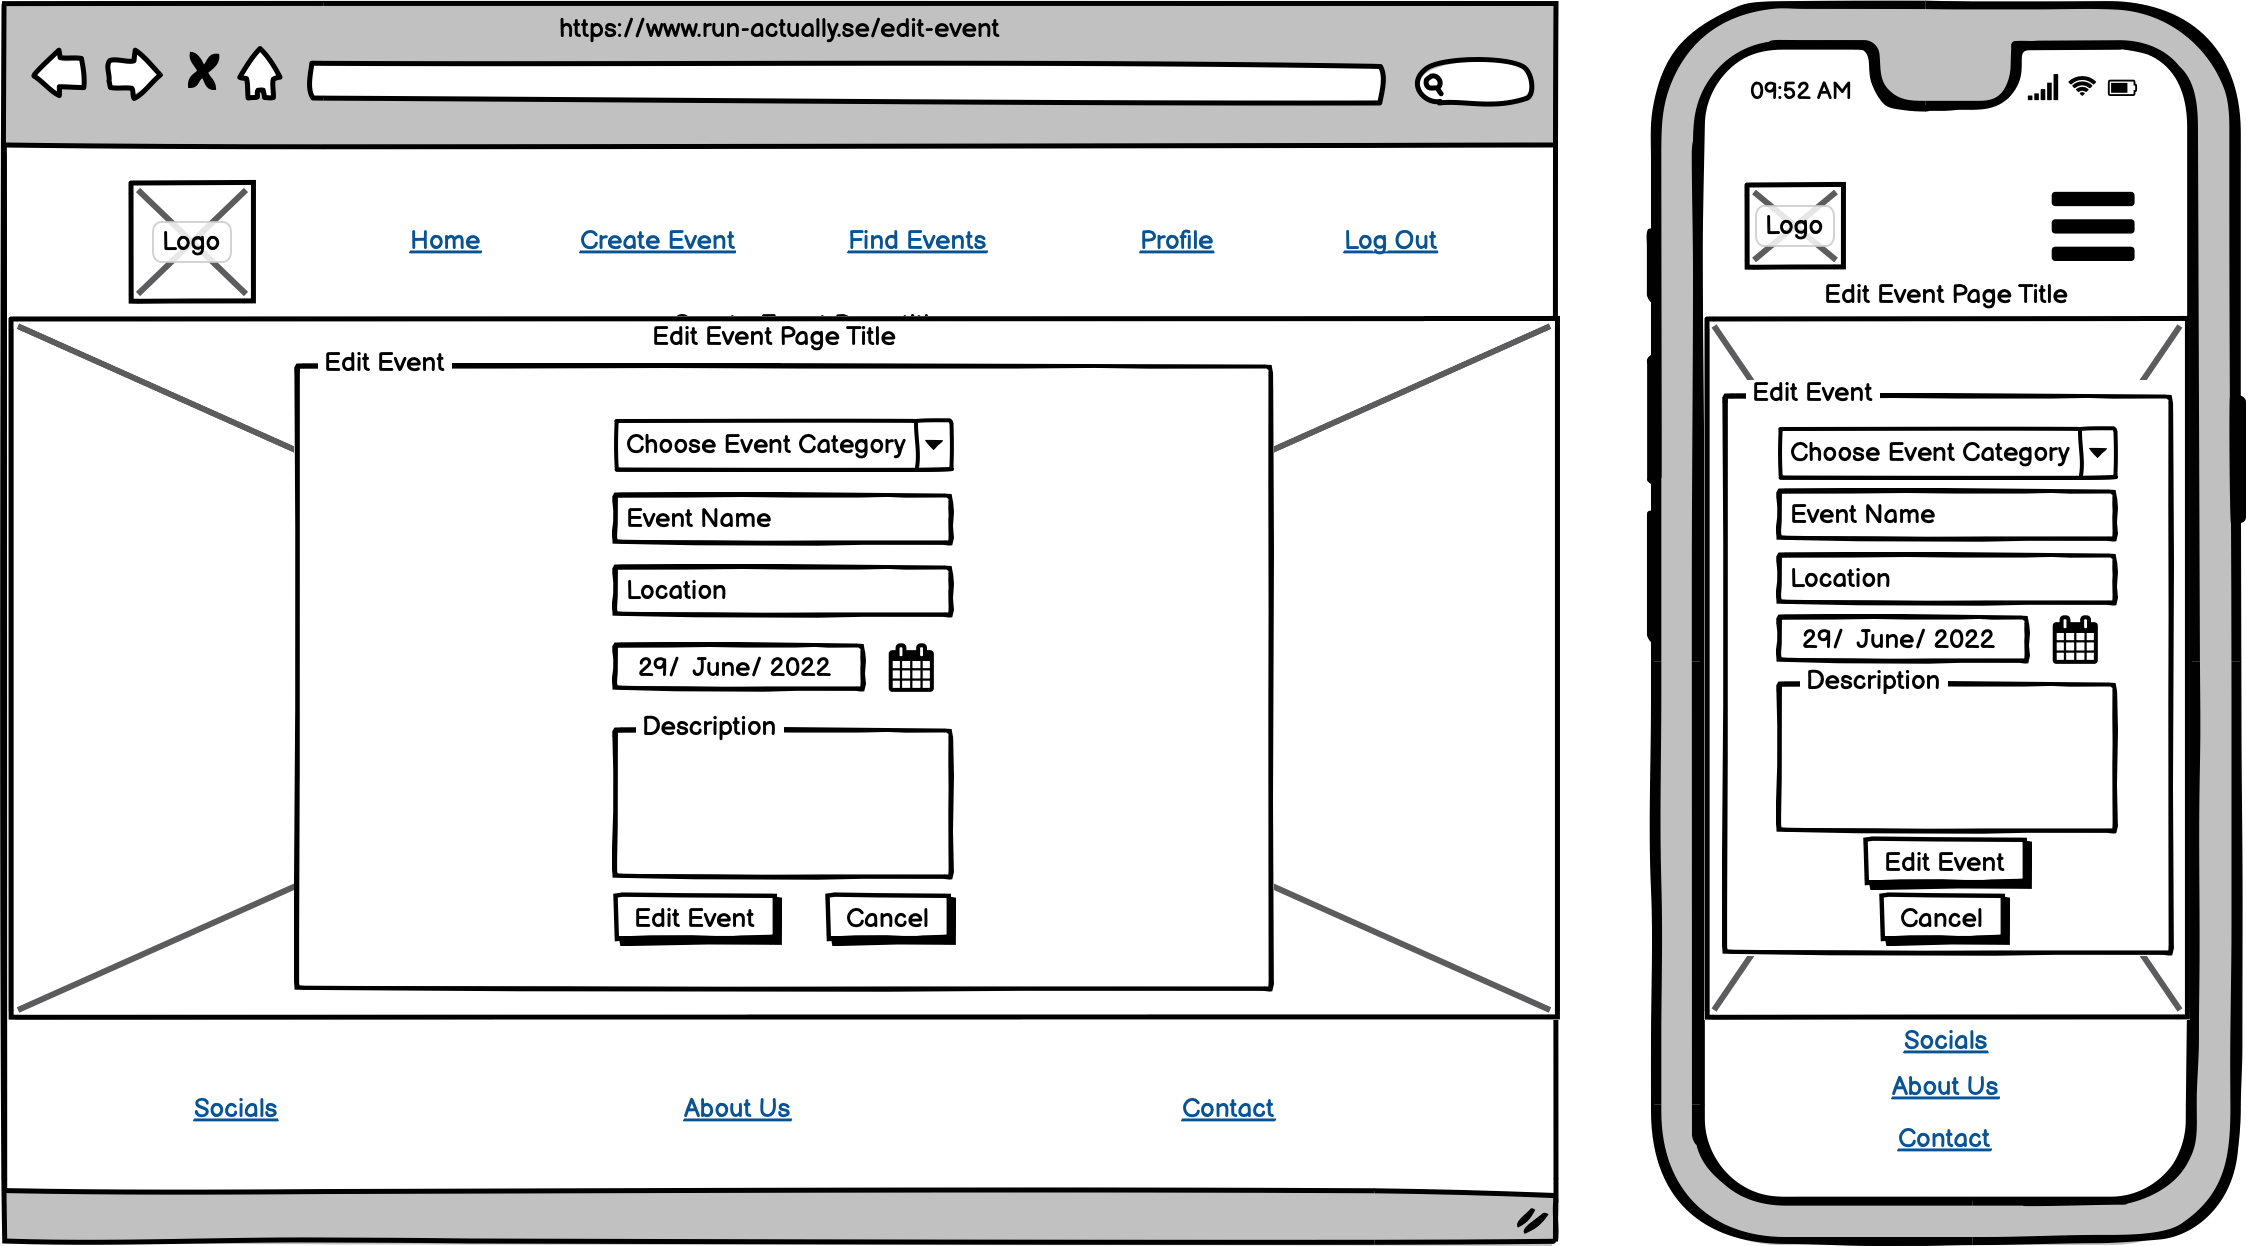 https://www.run-actually.se/edit-event
Logo
Home
Create Event
Find Events
Profile
Log Out
Edit Event Page Title
Edit Event
Choose Event Category
Event Name
Location
29/ June/ 2022
Description
Edit Event
Cancel
Socials
About Us
Contact
09:52 AM
Logo
Edit Event Page Title
Edit Event
Choose Event Category
Event Name
Location
29/ June/ 2022
Description
Edit Event
Cancel
Socials
About Us
Contact